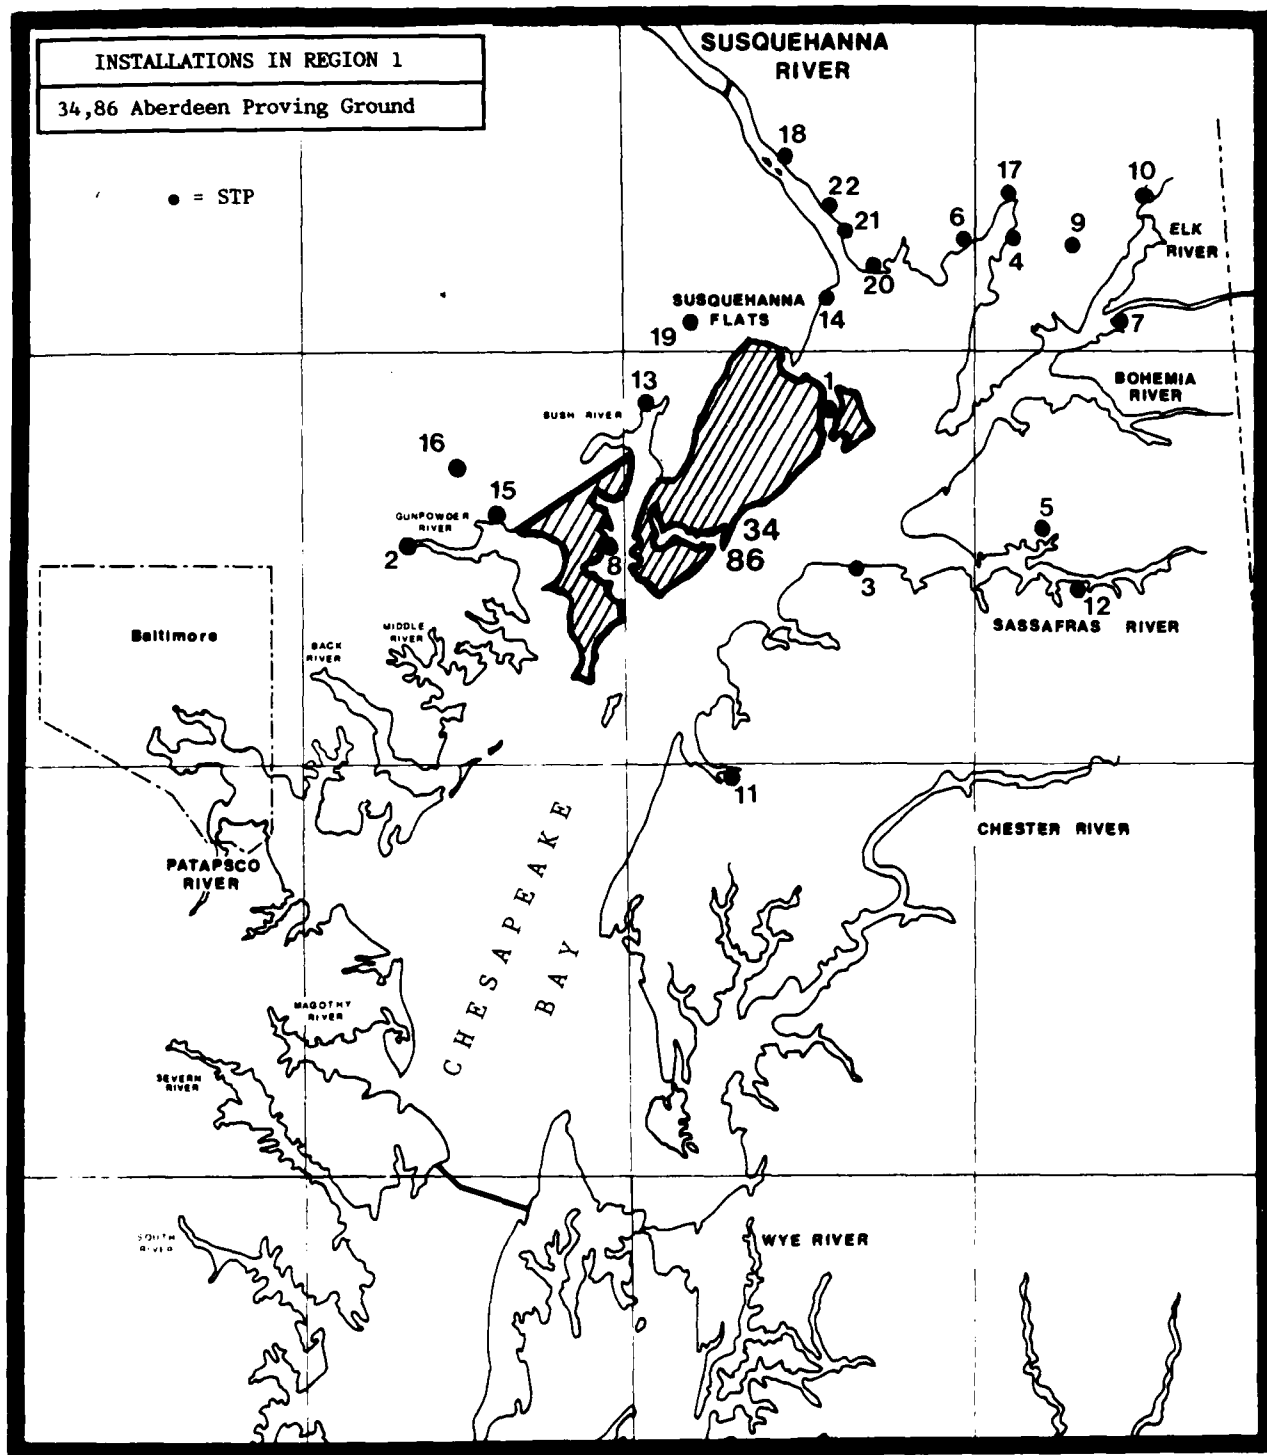 INSTALLATIONS IN REGION 1
34,86 Aberdeen Proving Ground
● = STP
SUSQUEHANNA
RIVER
18
22
21
20
17
6
4
9
10
ELK
RIVER
7
SUSQUEHANNA
FLATS
14
19
13
1
BUSH RIVER
BOHEMIA
RIVER
16
15
GUNPOWDER
RIVER
2
8
34
86
5
3
12
SASSAFRAS RIVER
Baltimore
MIDDLE
RIVER
BACK
RIVER
11
CHESTER RIVER
PATAPSCO
RIVER
CHESAPEAKE
BAY
MAGOTHY
RIVER
SEVERN
RIVER
SOUTH
RIVER
WYE RIVER